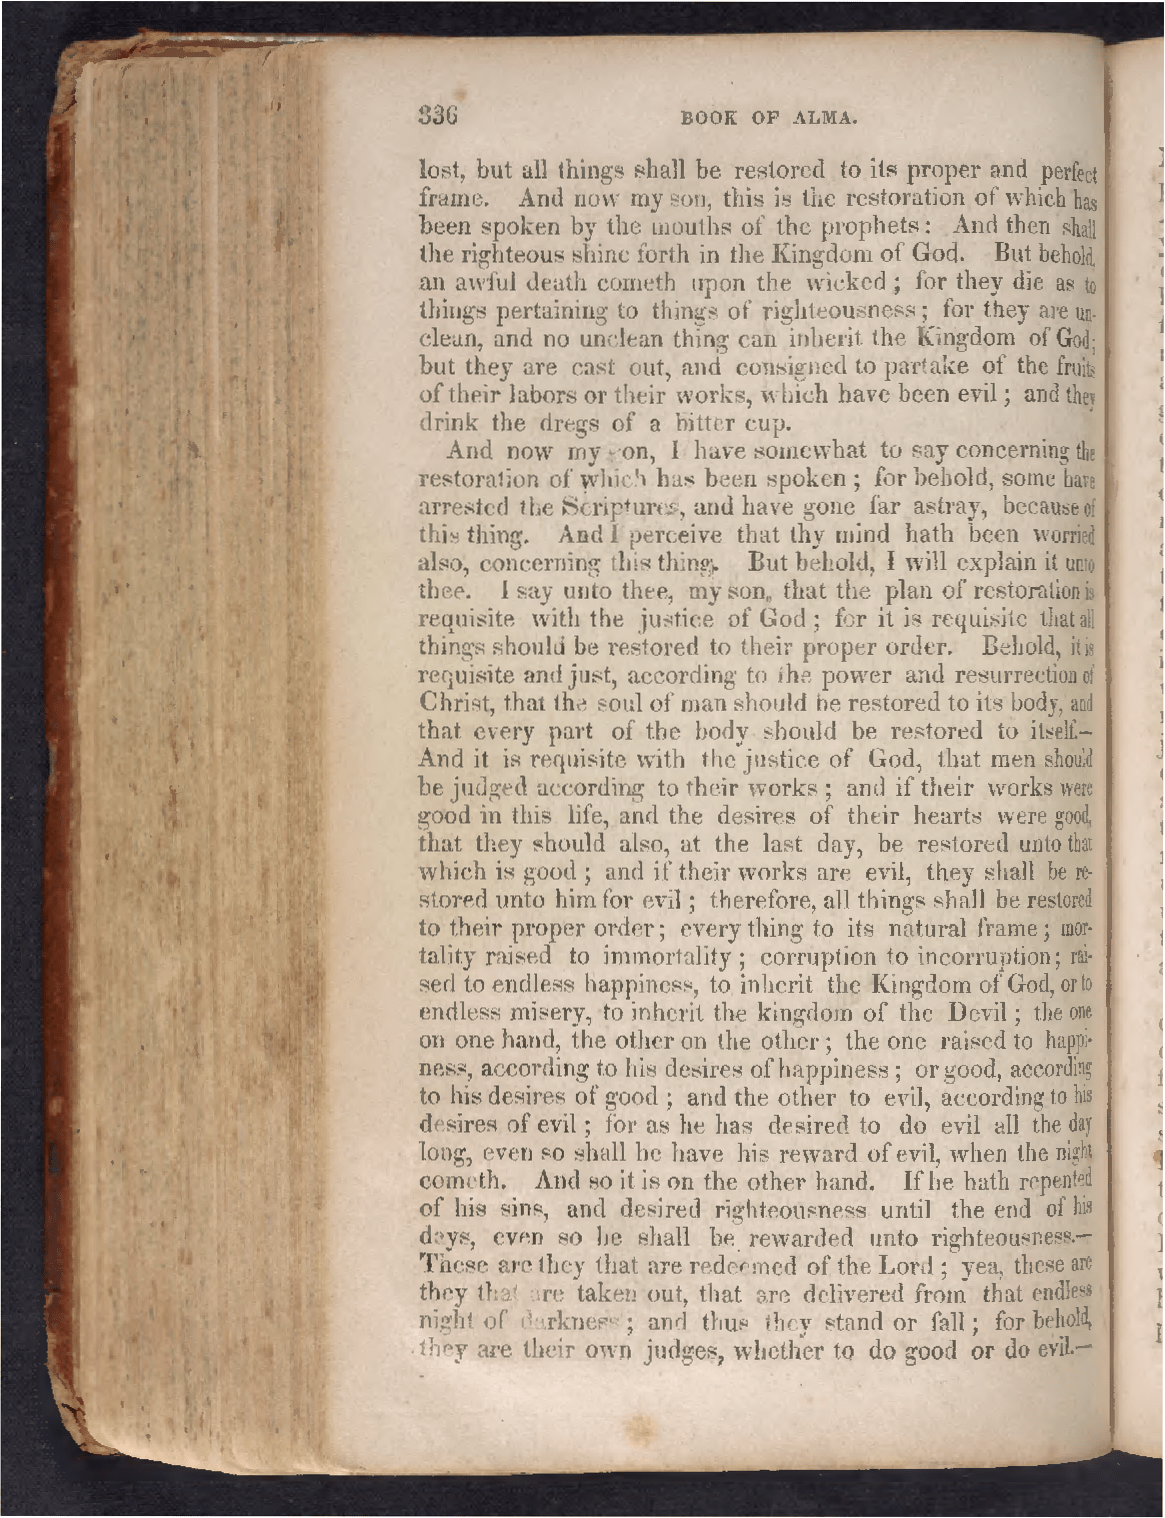 336 BOOK OF ALMA.
lost, but all things shall be restored to its proper and perfect
frame. And now my son, this is the restoration of which has
been spoken by the mouths of the prophets: And then shall
the righteous shine forth in the Kingdom of God. But behold,
an awful death cometh upon the wicked; for they die as to
things pertaining to things of righteousness; for they are un-
clean, and no unclean thing can inherit the Kingdom of God;
but they are cast out, and consigned to partake of the fruits
of their labors or their works, which have been evil; and they
drink the dregs of a bitter cup.
And now my son, I have somewhat to say concerning the
restoration of which has been spoken; for behold, some have
arrested the Scriptures, and have gone far astray, because of
this thing. And I perceive that thy mind hath been worried
also, concerning this thing. But behold, I will explain it unto
thee. I say unto thee, my son, that the plan of restoration is
requisite with the justice of God; for it is requisite that all
things should be restored to their proper order. Behold, it is
requisite and just, according to the power and resurrection of
Christ, that the soul of man should be restored to its body, and
that every part of the body should be restored to itself.—
And it is requisite with the justice of God, that men should
be judged according to their works; and if their works were
good in this life, and the desires of their hearts were good,
that they should also, at the last day, be restored unto that
which is good; and if their works are evil, they shall be re-
stored unto him for evil; therefore, all things shall be restored
to their proper order; every thing to its natural frame; mor-
tality raised to immortality; corruption to incorruption; rai-
sed to endless happiness, to inherit the Kingdom of God, or to
endless misery, to inherit the kingdom of the Devil; the one
on one hand, the other on the other; the one raised to happi-
ness, according to his desires of happiness; or good, according
to his desires of good; and the other to evil, according to his
desires of evil; for as he has desired to do evil all the day
long, even so shall he have his reward of evil, when the night
cometh. And so it is on the other hand. If he hath repented
of his sins, and desired righteousness until the end of his
days, even so he shall be rewarded unto righteousness.—
These are they that are redeemed of the Lord; yea, these are
they that are taken out, that are delivered from that endless
night of darkness; and thus they stand or fall; for behold,
they are their own judges, whether to do good or do evil.—